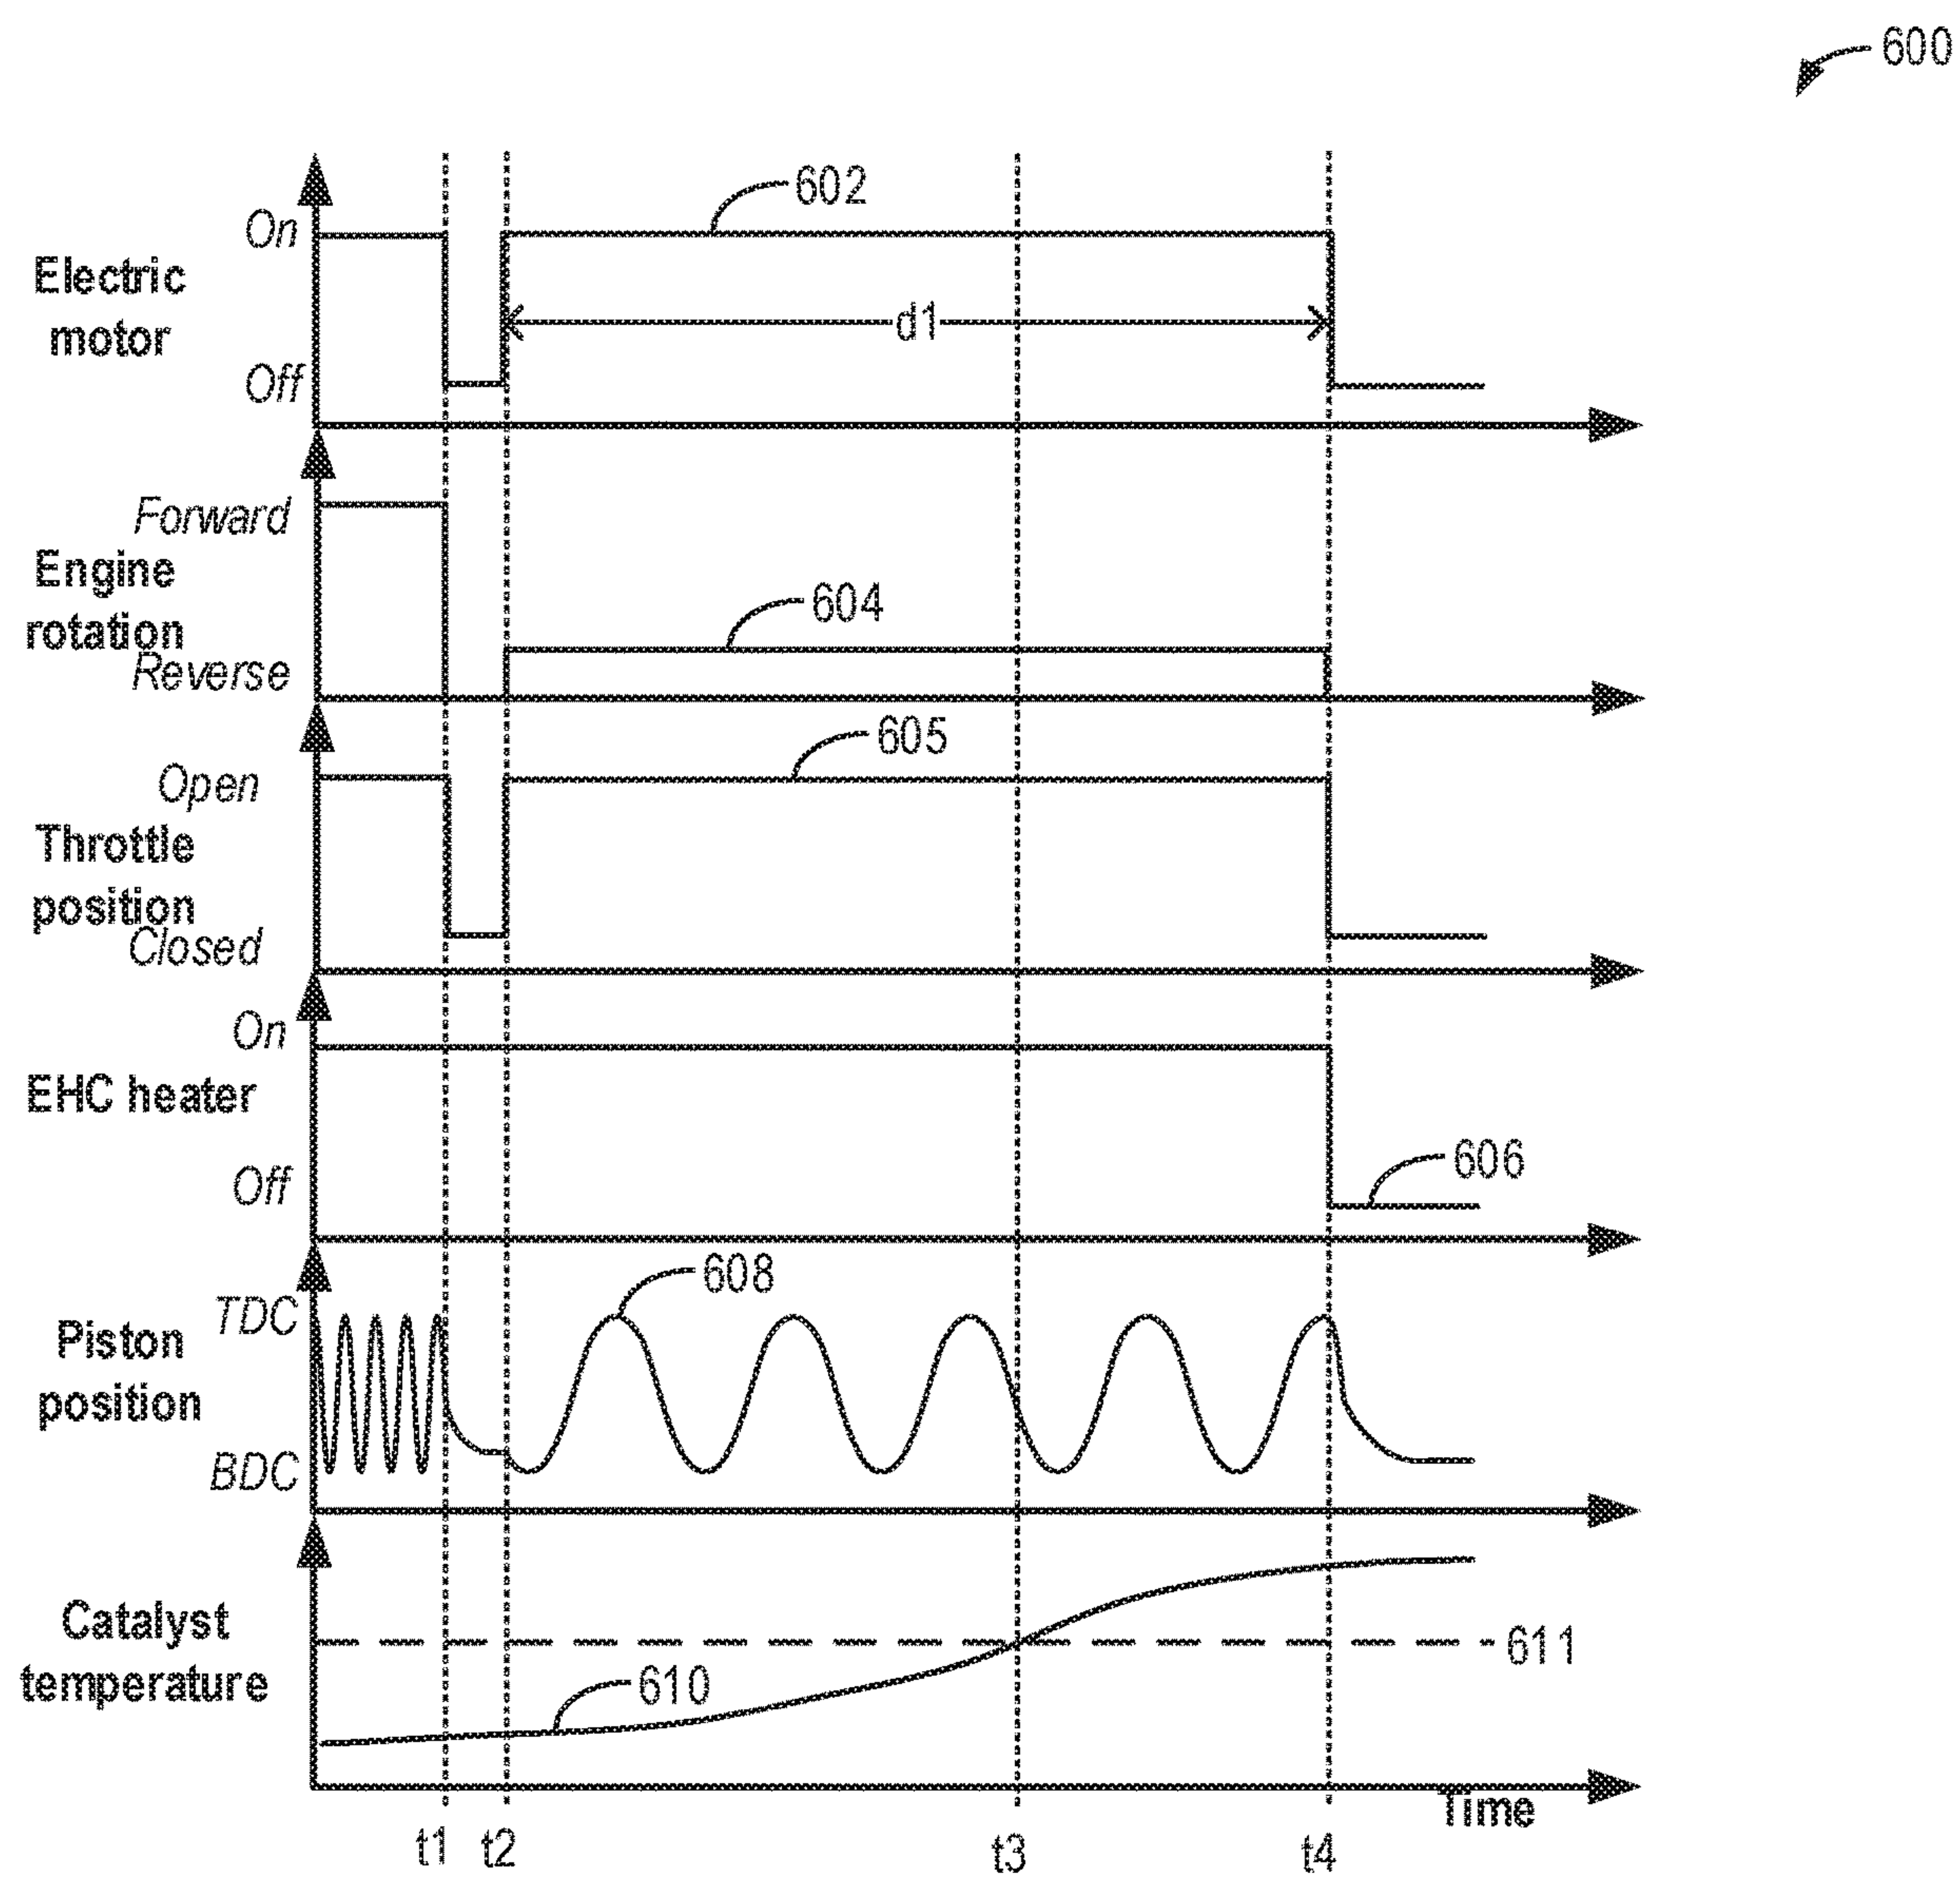 600
602
On
Electric
motor
d1
Off
Forward
Engine
rotation
604
Reverse
605
Open
Throttle
position
Closed
On
EHC heater
606
Off
608
TDC
Piston
position
BDC
Catalyst
temperature
611
610
Time
t1
t2
t3
t4